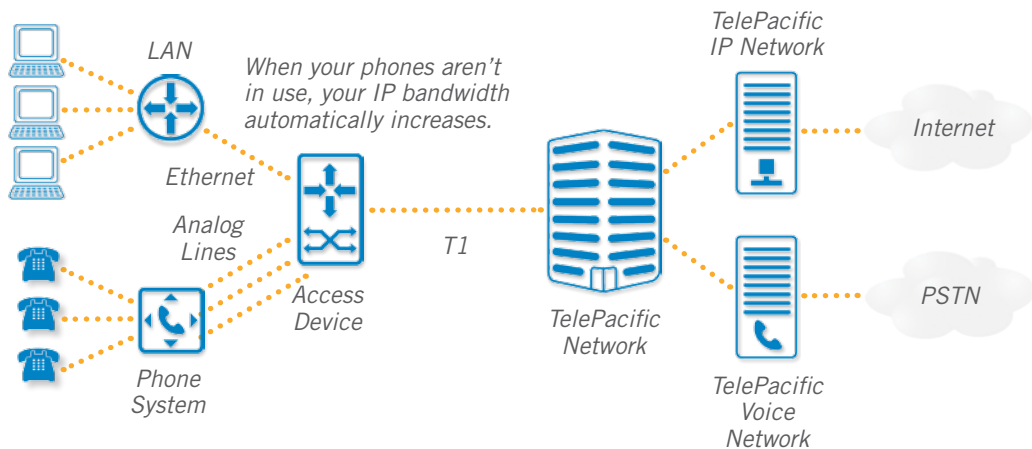 LAN
When your phones aren't
in use, your IP bandwidth
automatically increases.
TelePacific
IP Network
Internet
Ethernet
Analog
Lines
T1
Access
Device
Phone
System
TelePacific
Network
PSTN
TelePacific
Voice
Network